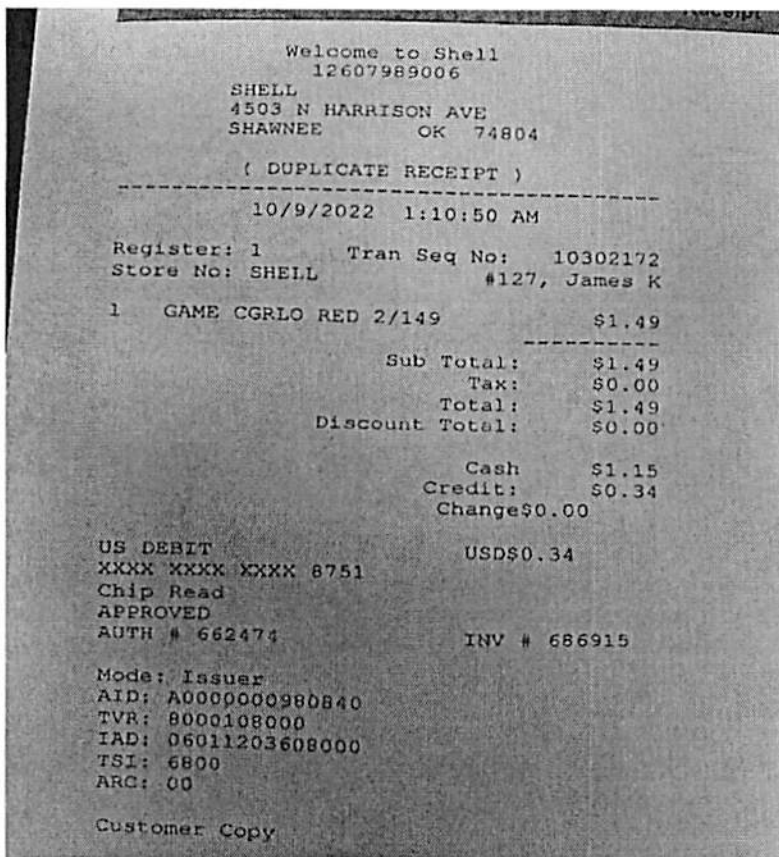 Receipt
Welcome to Shell
12607989006
SHELL
4503 N HARRISON AVE
SHAWNEE OK 74804
( DUPLICATE RECEIPT )
10/9/2022 1:10:50 AM
Register: 1 Tran Seq No: 10302172
Store No: SHELL #127, James K
1 GAME CGRLO RED 2/149 $1.49
Sub Total: $1.49
Tax: $0.00
Total: $1.49
Discount Total: $0.00
Cash $1.15
Credit: $0.34
Change$0.00
US DEBIT USD$0.34
XXXX XXXX XXXX 8751
Chip Read
APPROVED
AUTH # 662474 INV # 686915
Mode: Issuer
AID: A0000000980840
TVR: 8000108000
IAD: 06011203608000
TSI: 6800
ARC: 00
Customer Copy